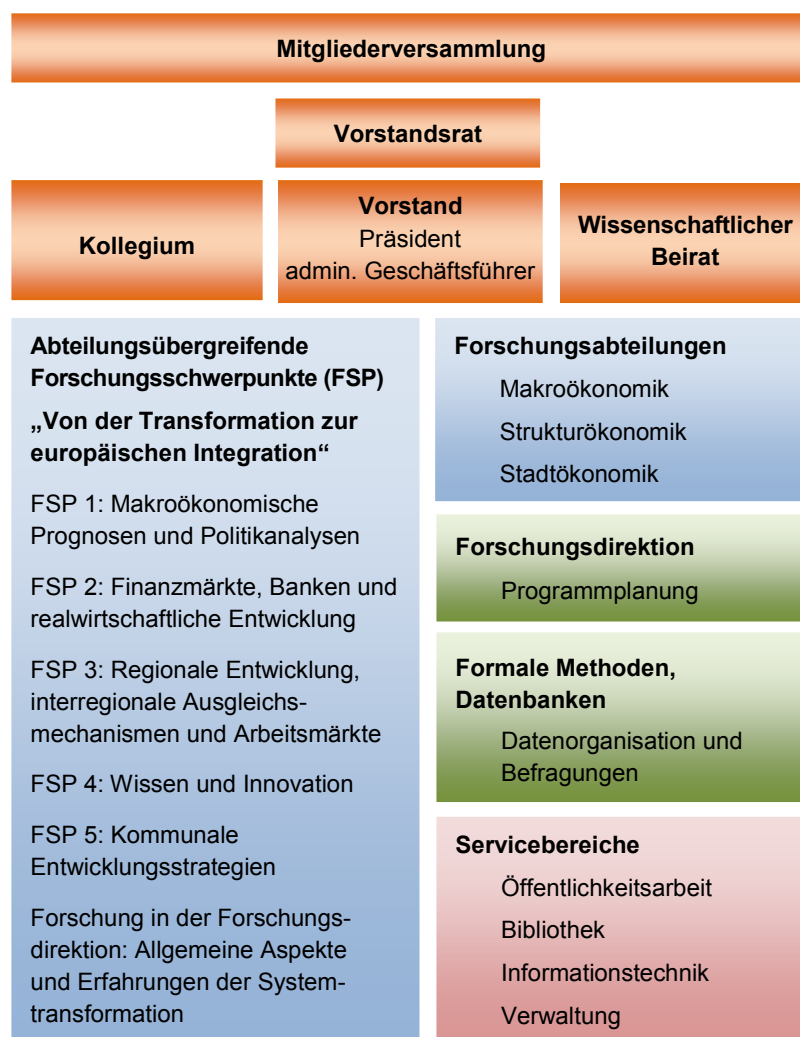 Mitgliederversammlung
Vorstandsrat
Kollegium
Vorstand
Präsident
admin. Geschäftsführer
Wissenschaftlicher
Beirat
Abteilungsübergreifende
Forschungsschwerpunkte (FSP)
„Von der Transformation zur
europäischen Integration“
FSP 1: Makroökonomische
Prognosen und Politikanalysen
FSP 2: Finanzmärkte, Banken und
realwirtschaftliche Entwicklung
FSP 3: Regionale Entwicklung,
interregionale Ausgleichs-
mechanismen und Arbeitsmärkte
FSP 4: Wissen und Innovation
FSP 5: Kommunale
Entwicklungsstrategien
Forschung in der Forschungs-
direktion: Allgemeine Aspekte
und Erfahrungen der System-
transformation
Forschungsabteilungen
Makroökonomik
Strukturökonomik
Stadtökonomik
Forschungsdirektion
Programmplanung
Formale Methoden,
Datenbanken
Datenorganisation und
Befragungen
Servicebereiche
Öffentlichkeitsarbeit
Bibliothek
Informationstechnik
Verwaltung